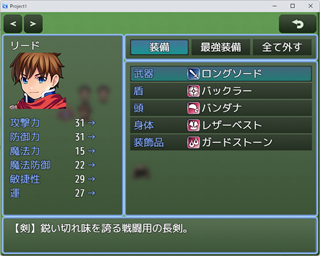 Project1
リード
攻撃力 31 →
防御力 31 →
魔法力 15 →
魔法防御 22 →
敏捷性 29 →
運 27 →
装備 最強装備 全て外す
武器 ロングソード
盾 バックラー
頭 バンダナ
身体 レザーベスト
装飾品 ガードストーン
【剣】鋭い切れ味を誇る戦闘用の長剣。